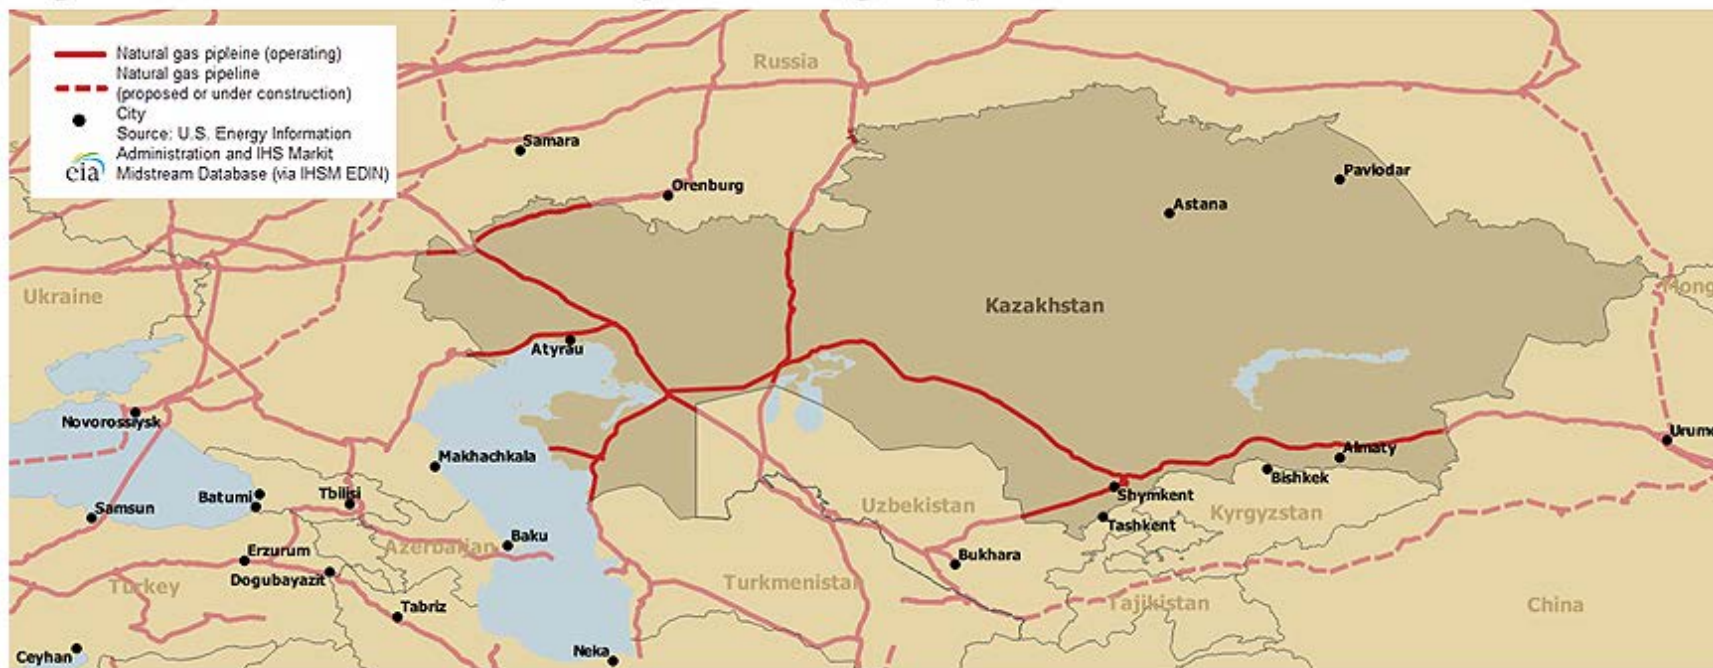 Natural gas pipleine (operating)
Natural gas pipeline
(proposed or under construction)
City
Source: U.S. Energy Information
Administration and IHS Markit
Midstream Database (via IHSM EDIN)
eia
Russia
Samara
Orenburg
Pavlodar
Astana
Ukraine
Kazakhstan
Mong
Atyrau
Novorossiysk
Urumq
Makhachkala
Almaty
Bishkek
Batumi
Tbilisi
Shymkent
Samsun
Uzbekistan
Kyrgyzstan
Tashkent
Baku
Azerbaijan
Erzurum
Bukhara
Dogubayazit
Turkey
Turkmenistan
Tajikistan
China
Tabriz
Ceyhan
Neka